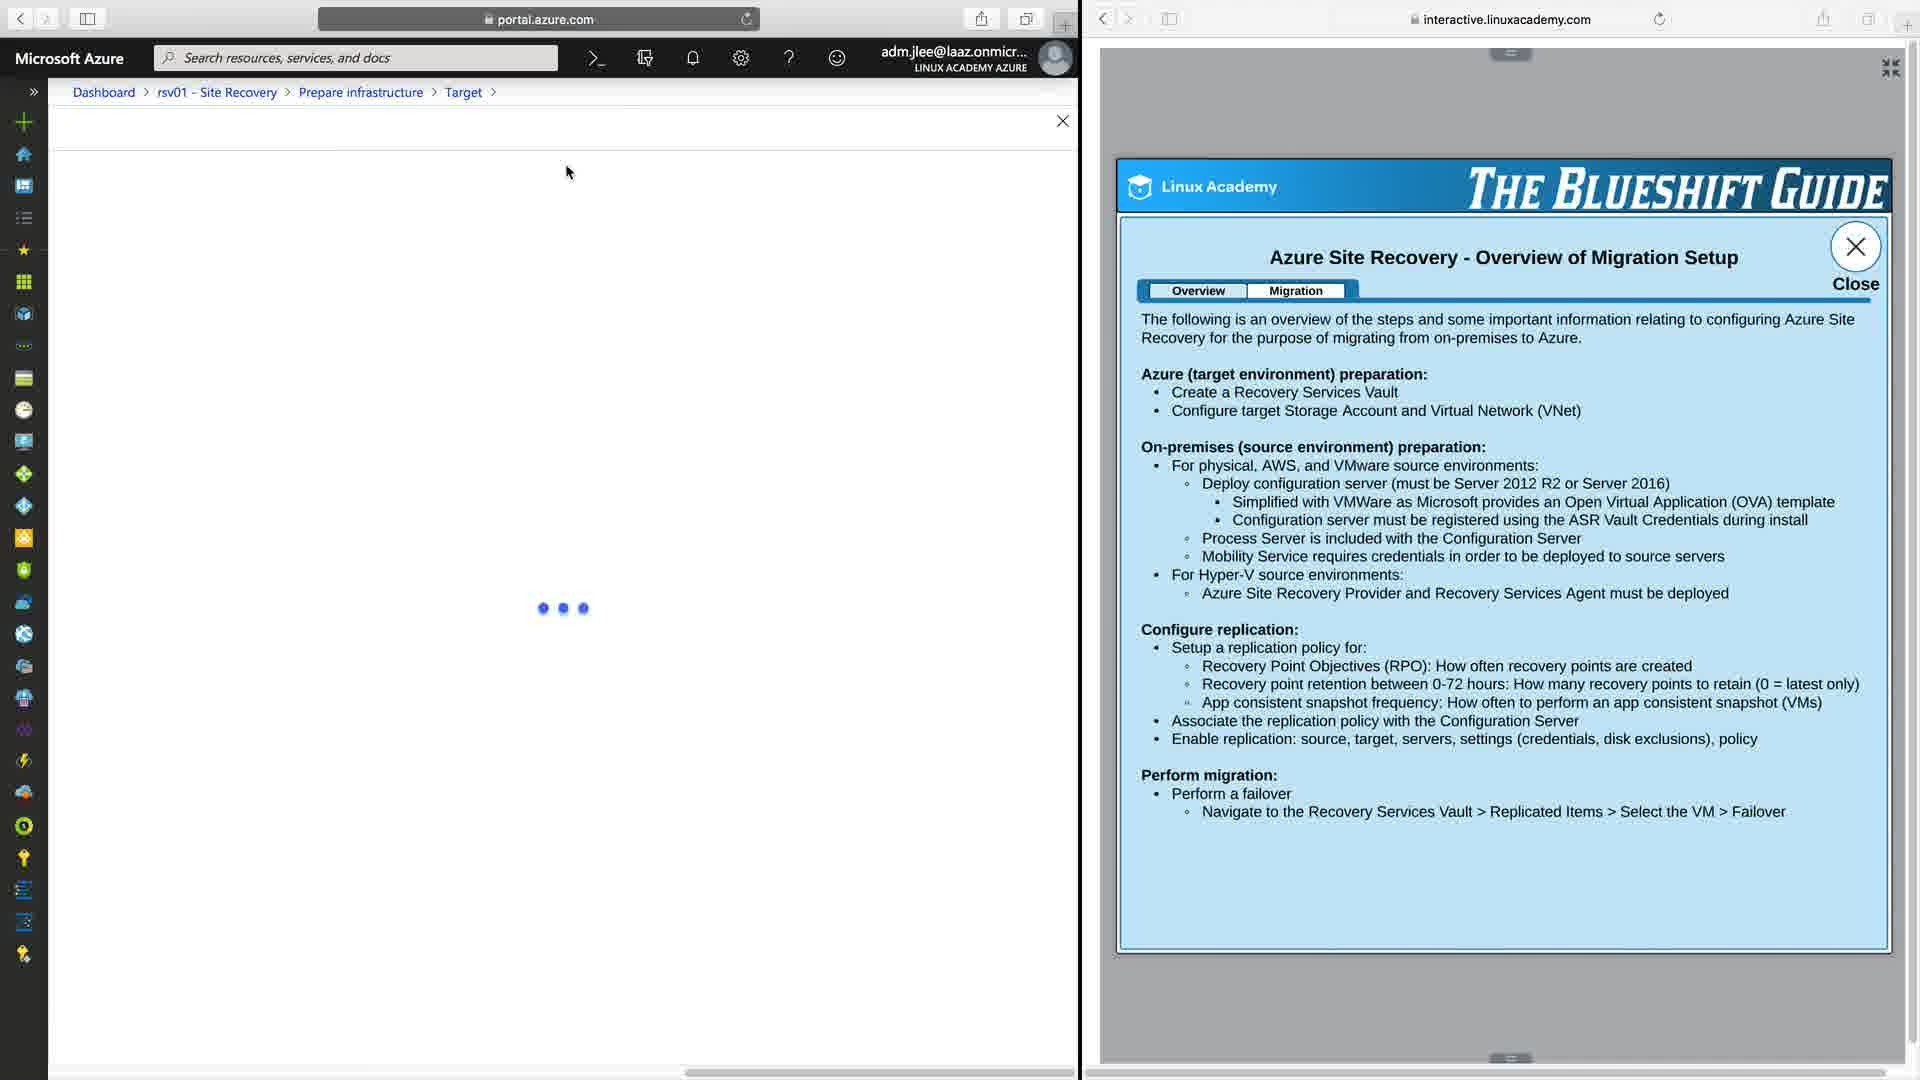 portal.azure.com
Microsoft Azure
Search resources, services, and docs
adm.jlee@laaz.onmicr...
LINUX ACADEMY AZURE
Dashboard > rsv01 - Site Recovery > Prepare infrastructure > Target >
interactive.linuxacademy.com
Linux Academy
THE BLUESHIFT GUIDE
Azure Site Recovery - Overview of Migration Setup
Close
Overview
Migration
The following is an overview of the steps and some important information relating to configuring Azure Site
Recovery for the purpose of migrating from on-premises to Azure.
Azure (target environment) preparation:
• Create a Recovery Services Vault
• Configure target Storage Account and Virtual Network (VNet)
On-premises (source environment) preparation:
• For physical, AWS, and VMware source environments:
◦ Deploy configuration server (must be Server 2012 R2 or Server 2016)
▪ Simplified with VMWare as Microsoft provides an Open Virtual Application (OVA) template
▪ Configuration server must be registered using the ASR Vault Credentials during install
◦ Process Server is included with the Configuration Server
◦ Mobility Service requires credentials in order to be deployed to source servers
• For Hyper-V source environments:
◦ Azure Site Recovery Provider and Recovery Services Agent must be deployed
Configure replication:
• Setup a replication policy for:
◦ Recovery Point Objectives (RPO): How often recovery points are created
◦ Recovery point retention between 0-72 hours: How many recovery points to retain (0 = latest only)
◦ App consistent snapshot frequency: How often to perform an app consistent snapshot (VMs)
• Associate the replication policy with the Configuration Server
• Enable replication: source, target, servers, settings (credentials, disk exclusions), policy
Perform migration:
• Perform a failover
◦ Navigate to the Recovery Services Vault > Replicated Items > Select the VM > Failover